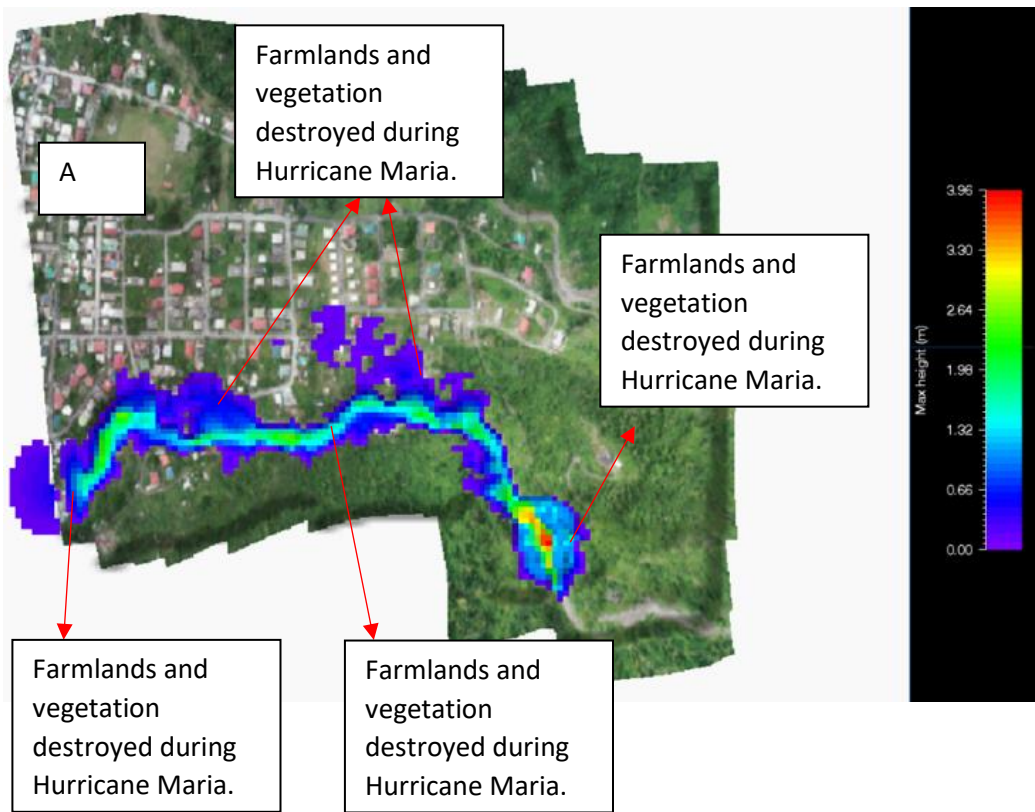 Farmlands and
vegetation
destroyed during
Hurricane Maria.
A
Farmlands and
vegetation
destroyed during
Hurricane Maria.
3.96
3.30
2.64
1.98
1.32
0.66
0.00
Max height (m)
Farmlands and
vegetation
destroyed during
Hurricane Maria.
Farmlands and
vegetation
destroyed during
Hurricane Maria.